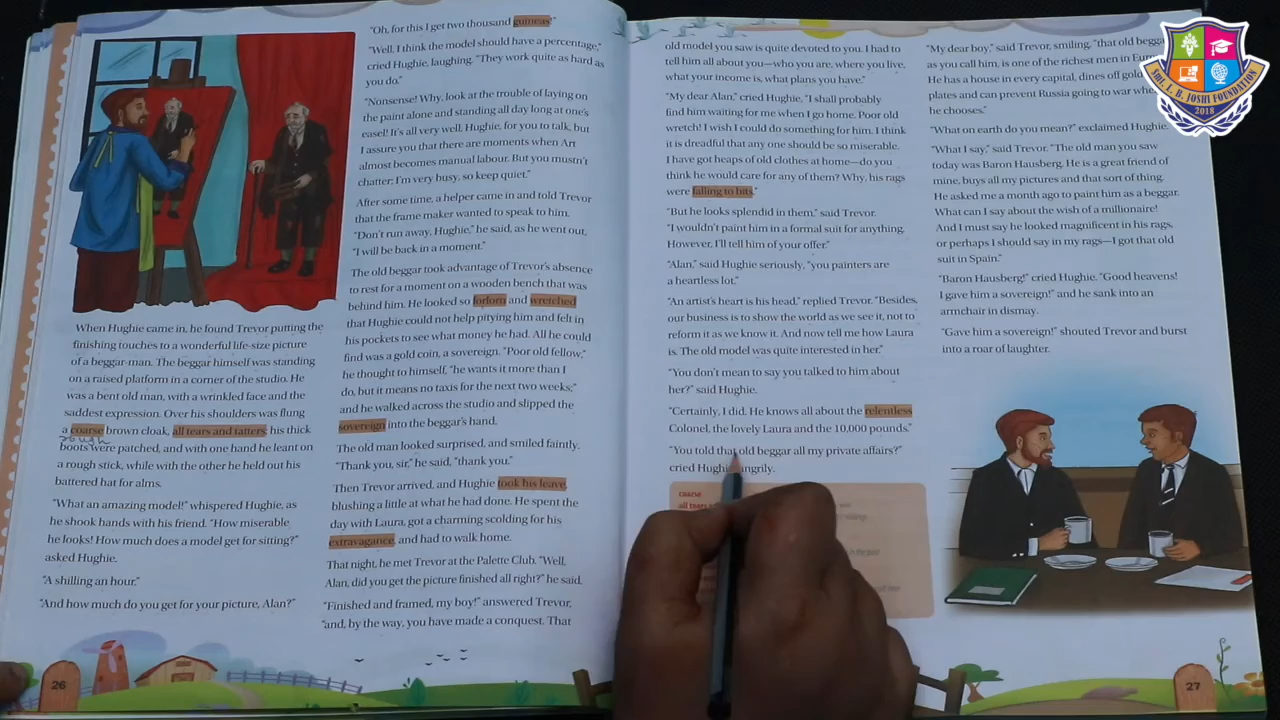 When Hughie came in, he found Trevor putting the
finishing touches to a wonderful life-size picture
of a beggar-man. The beggar himself was standing
on a raised platform in a corner of the studio. He
was a bent old man, with a wrinkled face and the
saddest expression. Over his shoulders was flung
a coarse brown cloak, all tears and tatters; his thick
rough
boots were patched, and with one hand he leant on
a rough stick, while with the other he held out his
battered hat for alms.
"What an amazing model!" whispered Hughie, as
he shook hands with his friend. "How miserable
he looks! How much does a model get for sitting?"
asked Hughie.
"A shilling an hour."
"And how much do you get for your picture, Alan?"
26
"Oh, for this I get two thousand guineas!"
"Well, I think the model should have a percentage,"
cried Hughie, laughing. "They work quite as hard as
you do."
"Nonsense! Why, look at the trouble of laying on
the paint alone and standing all day long at one's
easel! It's all very well, Hughie, for you to talk, but
I assure you that there are moments when Art
almost becomes manual labour. But you mustn't
chatter; I'm very busy, so keep quiet."
After some time, a helper came in and told Trevor
that the frame maker wanted to speak to him.
"Don't run away, Hughie," he said, as he went out,
"I will be back in a moment."
The old beggar took advantage of Trevor's absence
to rest for a moment on a wooden bench that was
behind him. He looked so forlorn and wretched
that Hughie could not help pitying him and felt in
his pockets to see what money he had. All he could
find was a gold coin, a sovereign. "Poor old fellow,"
he thought to himself, "he wants it more than I
do, but it means no taxis for the next two weeks;"
and he walked across the studio and slipped the
sovereign into the beggar's hand.
The old man looked surprised, and smiled faintly.
"Thank you, sir," he said, "thank you."
Then Trevor arrived, and Hughie took his leave,
blushing a little at what he had done. He spent the
day with Laura, got a charming scolding for his
extravagance, and had to walk home.
That night, he met Trevor at the Palette Club. "Well,
Alan, did you get the picture finished all right?" he said.
"Finished and framed, my boy!" answered Trevor,
"and, by the way, you have made a conquest. That
old model you saw is quite devoted to you. I had to
tell him all about you—who you are, where you live,
what your income is, what plans you have."
"My dear Alan," cried Hughie, "I shall probably
find him waiting for me when I go home. Poor old
wretch! I wish I could do something for him. I think
it is dreadful that any one should be so miserable.
I have got heaps of old clothes at home—do you
think he would care for any of them? Why, his rags
were falling to bits."
"But he looks splendid in them," said Trevor.
"I wouldn't paint him in a formal suit for anything.
However, I'll tell him of your offer."
"Alan," said Hughie seriously, "you painters are
a heartless lot."
"An artist's heart is his head," replied Trevor. "Besides,
our business is to show the world as we see it, not to
reform it as we know it. And now tell me how Laura
is. The old model was quite interested in her."
"You don't mean to say you talked to him about
her?" said Hughie.
"Certainly, I did. He knows all about the relentless
Colonel, the lovely Laura and the 10,000 pounds."
"You told that old beggar all my private affairs?"
cried Hughie angrily.
coarse
all tears
"My dear boy," said Trevor, smiling, "that old beggar
as you call him, is one of the richest men in
He has a house in every capital, dines off
plates and can prevent Russia going to war
he chooses."
"What on earth do you mean?" exclaimed Hughie.
"What I say," said Trevor. "The old man you saw
today was Baron Hausberg. He is a great friend of
mine, buys all my pictures and that sort of thing.
He asked me a month ago to paint him as a beggar.
What can I say about the wish of a millionaire!
And I must say he looked magnificent in his rags,
or perhaps I should say in my rags—I got that old
suit in Spain."
"Baron Hausberg!" cried Hughie. "Good heavens!
I gave him a sovereign!" and he sank into an
armchair in dismay.
"Gave him a sovereign!" shouted Trevor and burst
into a roar of laughter.
27
SMT. L. B. JOSHI FOUNDATION
2018